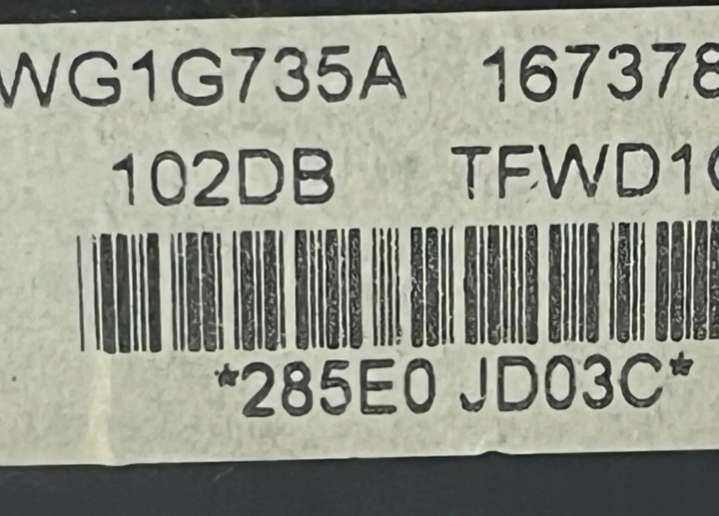 WG1G735A 167378
102DB TFWD1
*285E0 JD03C*